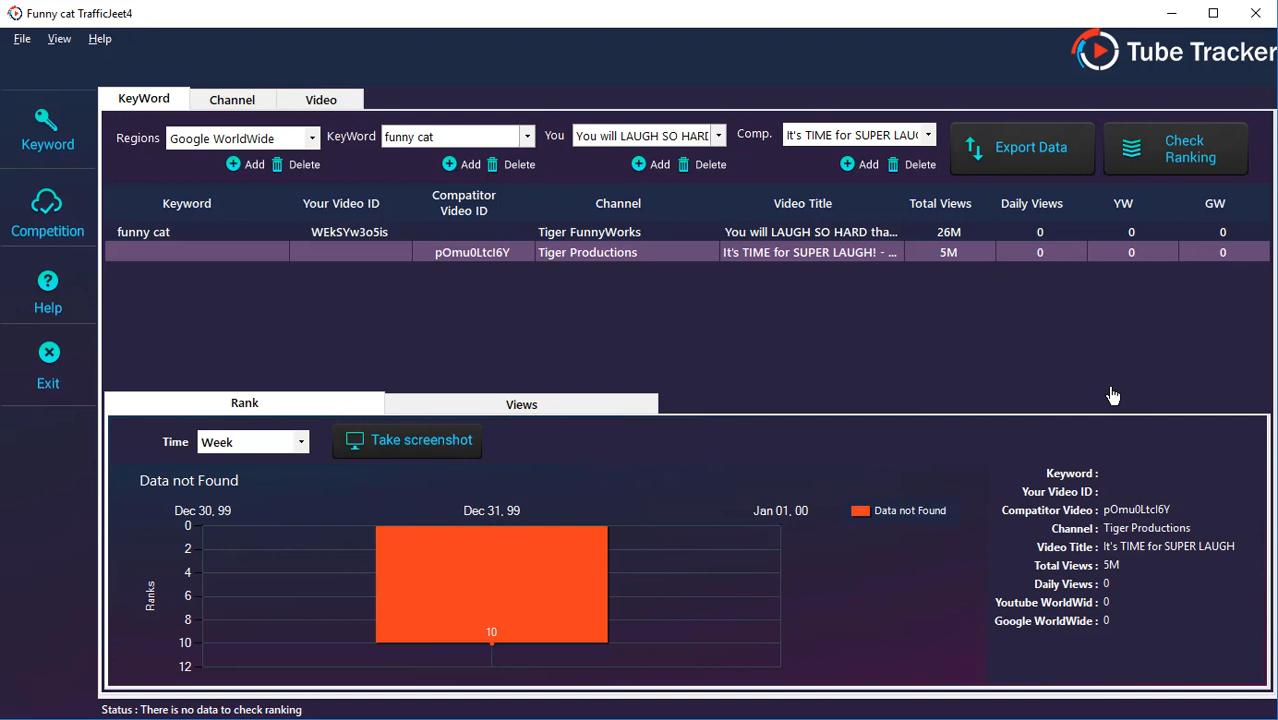 Funny cat TrafficJeet4
File View Help
Tube Tracker
Keyword
Competition
Help
Exit
KeyWord Channel Video
Regions Google WorldWide KeyWord funny cat You You will LAUGH SO HARD Comp. It's TIME for SUPER LAUG
Add Delete Add Delete Add Delete Add Delete
Export Data
Check
Ranking
Keyword Your Video ID Compatitor
Video ID Channel Video Title Total Views Daily Views YW GW
funny cat WEkSYw3o5is Tiger FunnyWorks You will LAUGH SO HARD tha... 26M 0 0 0
pOmu0LtcI6Y Tiger Productions It's TIME for SUPER LAUGH! - ... 5M 0 0 0
Rank Views
Time Week Take screenshot
Data not Found
Dec 30, 99 Dec 31, 99 Jan 01, 00
Data not Found
Ranks
0
2
4
6
8
10
12
10
Keyword :
Your Video ID :
Compatitor Video : pOmu0LtcI6Y
Channel : Tiger Productions
Video Title : It's TIME for SUPER LAUGH
Total Views : 5M
Daily Views : 0
Youtube WorldWid : 0
Google WorldWide : 0
Status : There is no data to check ranking